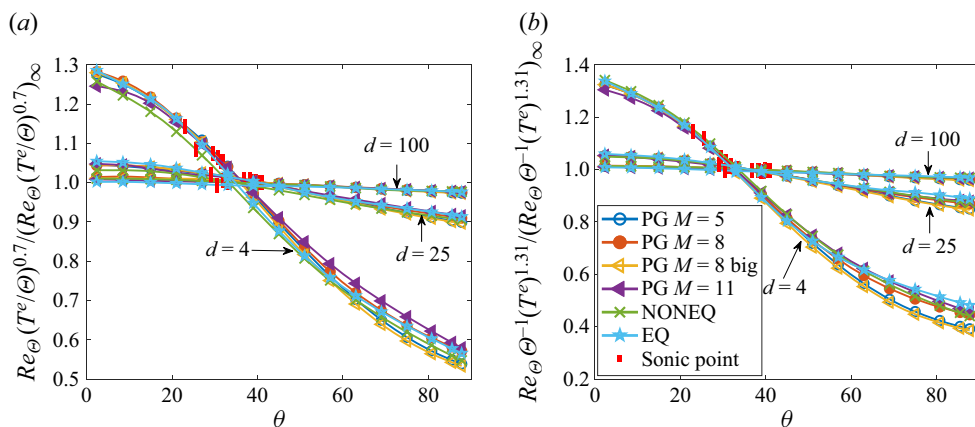 (a)
Re_Θ(T^e/Θ)^0.7/(Re_Θ(T^e/Θ)^0.7)_∞
1.3
1.2
1.1
1.0
0.9
0.8
0.7
0.6
0.5
d = 100
d = 25
d = 4
0 20 40 60 80
θ
(b)
Re_Θ Θ^−1(T^e)^1.31/(Re_Θ Θ^−1(T^e)^1.31)_∞
1.4
1.2
1.0
0.8
0.6
0.4
0.2
d = 100
d = 25
d = 4
PG M = 5
PG M = 8
PG M = 8 big
PG M = 11
NONEQ
EQ
Sonic point
0 20 40 60 80
θ